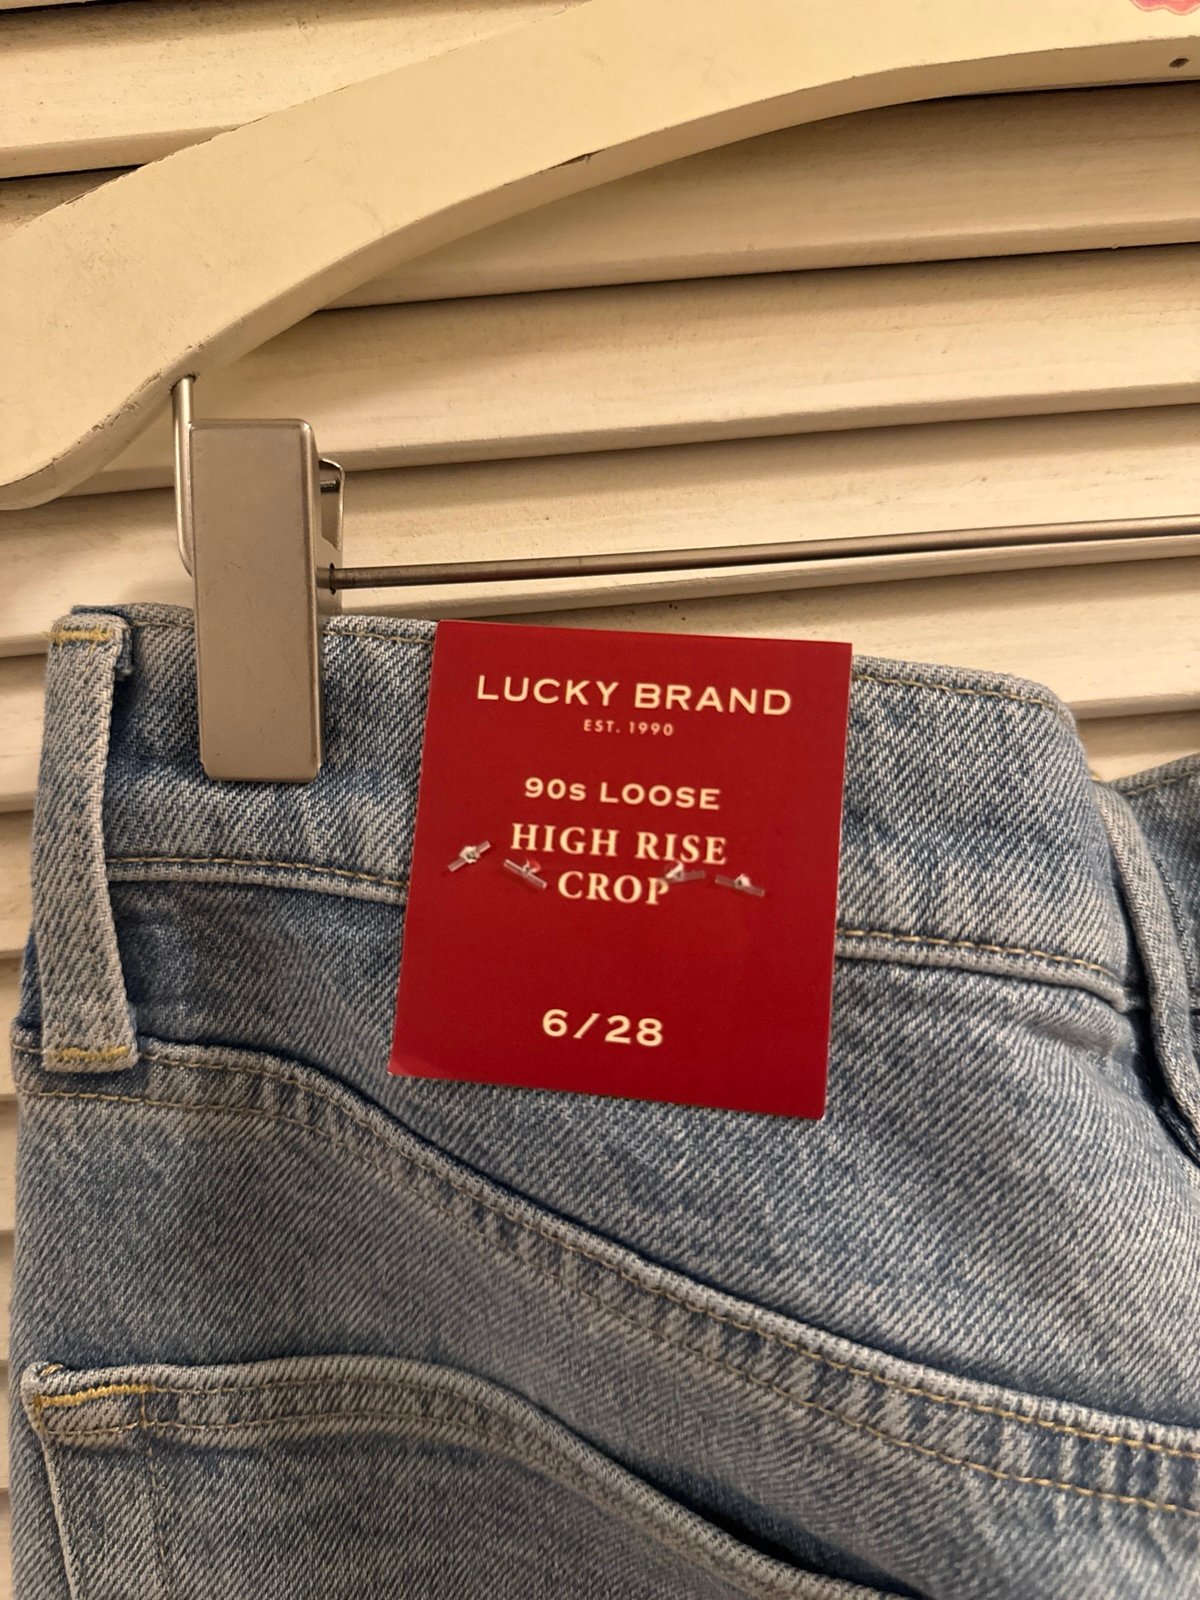 LUCKY BRAND
EST. 1990
90s LOOSE
HIGH RISE
CROP
6/28